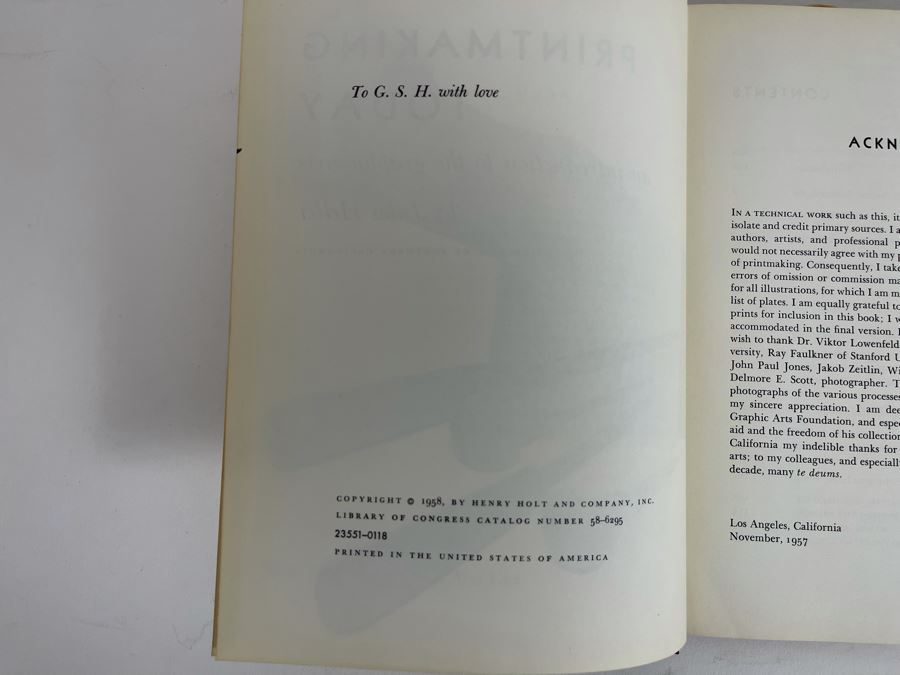 To G. S. H. with love
COPYRIGHT © 1958, BY HENRY HOLT AND COMPANY, INC.
LIBRARY OF CONGRESS CATALOG NUMBER 58–6295
23551–0118
PRINTED IN THE UNITED STATES OF AMERICA
ACKN
IN A TECHNICAL WORK such as this, it
isolate and credit primary sources. I a
authors, artists, and professional p
would not necessarily agree with my p
of printmaking. Consequently, I take
errors of omission or commission ma
for all illustrations, for which I am m
list of plates. I am equally grateful to
prints for inclusion in this book; I w
accommodated in the final version.
wish to thank Dr. Viktor Lowenfeld
versity, Ray Faulkner of Stanford U
John Paul Jones, Jakob Zeitlin, Wi
Delmore E. Scott, photographer. T
photographs of the various processes
my sincere appreciation. I am dee
Graphic Arts Foundation, and espec
aid and the freedom of his collection
California my indelible thanks for
arts; to my colleagues, and especiall
decade, many te deums.
Los Angeles, California
November, 1957
PRINTMAKING
TODAY
CONTENTS